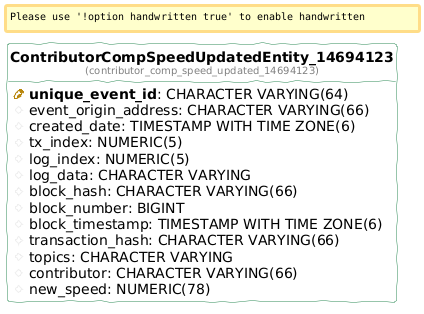 Please use '!option handwritten true' to enable handwritten
ContributorCompSpeedUpdatedEntity_14694123
(contributor_comp_speed_updated_14694123)
unique_event_id: CHARACTER VARYING(64)
event_origin_address: CHARACTER VARYING(66)
created_date: TIMESTAMP WITH TIME ZONE(6)
tx_index: NUMERIC(5)
log_index: NUMERIC(5)
log_data: CHARACTER VARYING
block_hash: CHARACTER VARYING(66)
block_number: BIGINT
block_timestamp: TIMESTAMP WITH TIME ZONE(6)
transaction_hash: CHARACTER VARYING(66)
topics: CHARACTER VARYING
contributor: CHARACTER VARYING(66)
new_speed: NUMERIC(78)